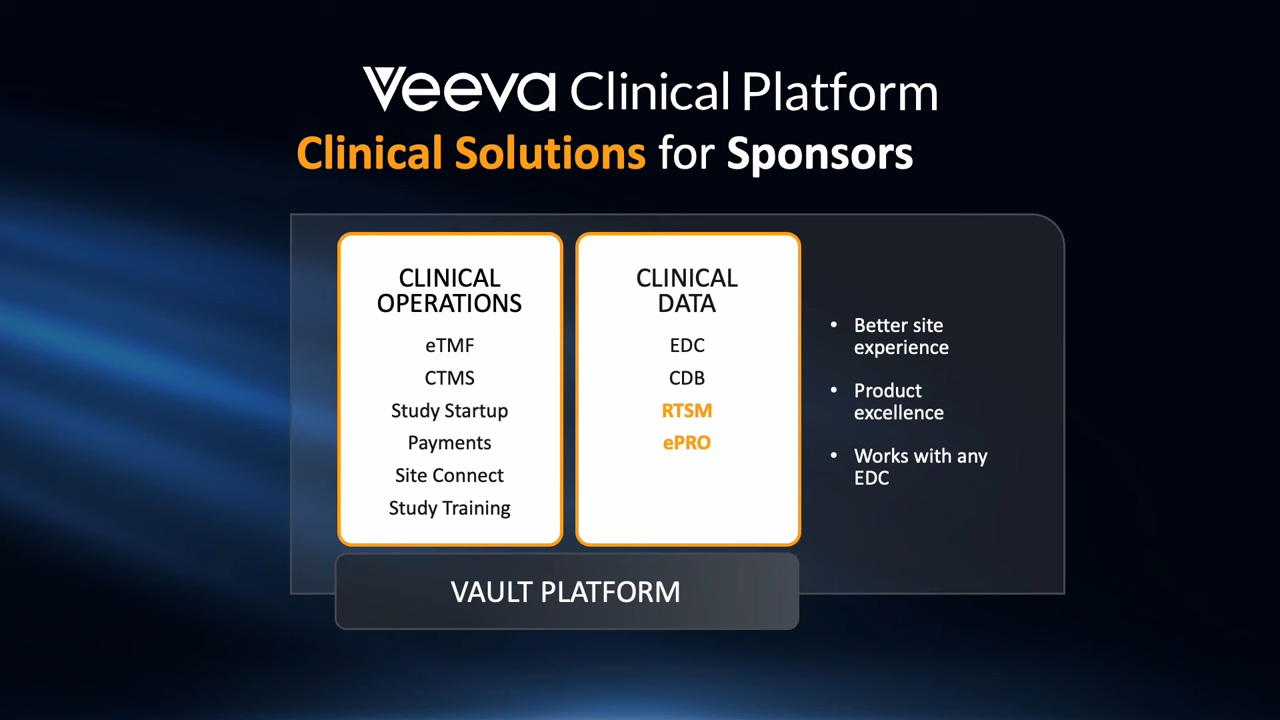 Veeva Clinical Platform
Clinical Solutions for Sponsors
CLINICAL
OPERATIONS
eTMF
CTMS
Study Startup
Payments
Site Connect
Study Training
CLINICAL
DATA
EDC
CDB
RTSM
ePRO
• Better site
experience
• Product
excellence
• Works with any
EDC
VAULT PLATFORM